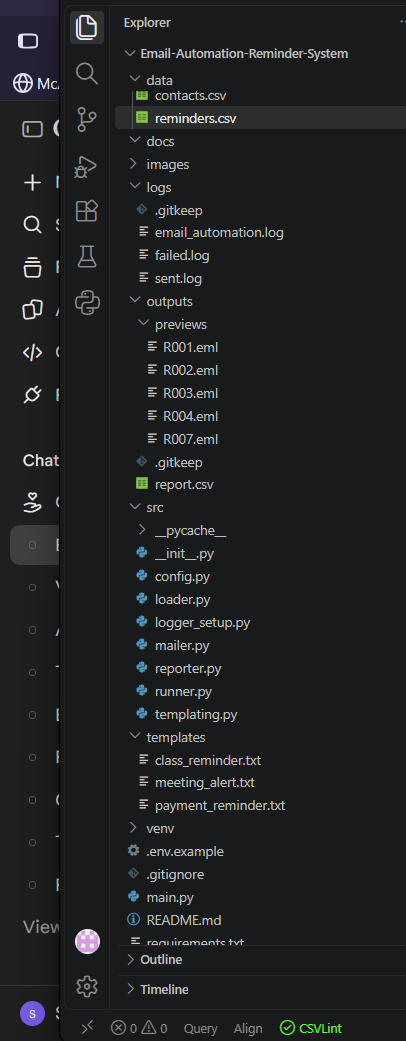 Explorer
Email-Automation-Reminder-System
data
contacts.csv
reminders.csv
docs
images
logs
.gitkeep
email_automation.log
failed.log
sent.log
outputs
previews
R001.eml
R002.eml
R003.eml
R004.eml
R007.eml
.gitkeep
report.csv
src
__pycache__
__init__.py
config.py
loader.py
logger_setup.py
mailer.py
reporter.py
runner.py
templating.py
templates
class_reminder.txt
meeting_alert.txt
payment_reminder.txt
venv
.env.example
.gitignore
main.py
README.md
requirements.txt
Outline
Timeline
0 0 Query Align CSVLint
Chat
View
S